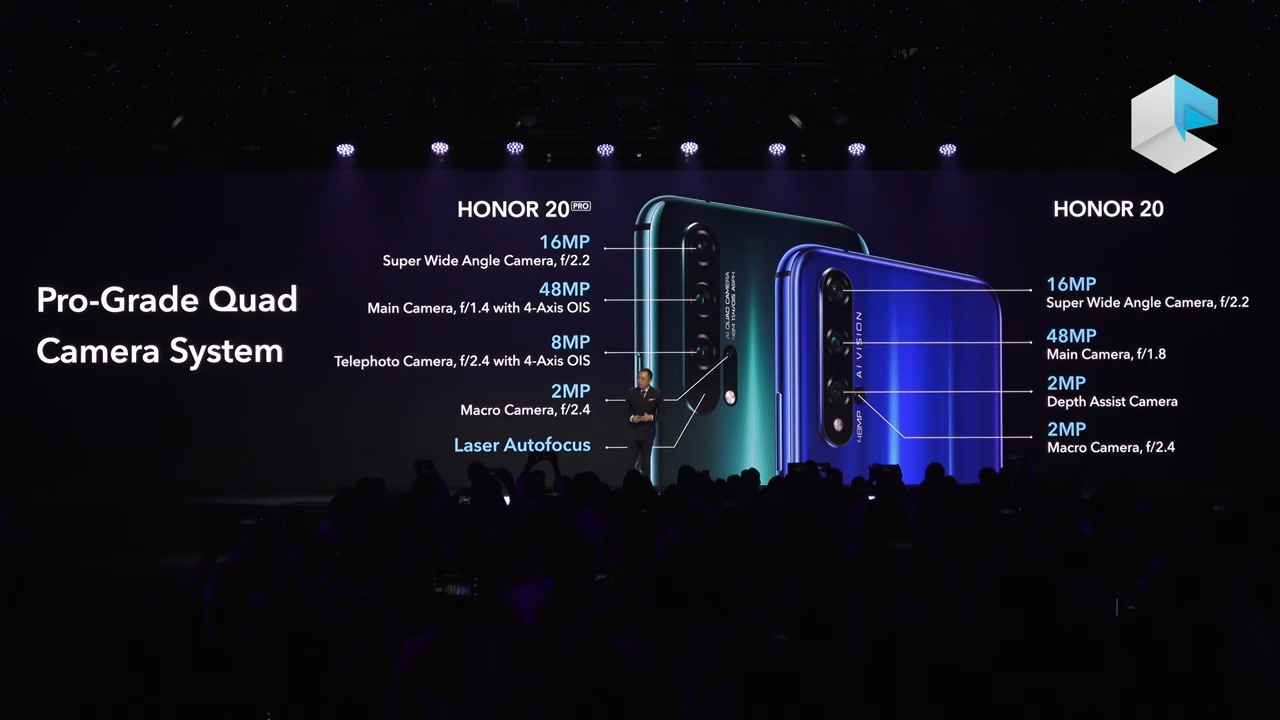 Pro-Grade Quad
Camera System
HONOR 20 PRO
16MP
Super Wide Angle Camera, f/2.2
48MP
Main Camera, f/1.4 with 4-Axis OIS
8MP
Telephoto Camera, f/2.4 with 4-Axis OIS
2MP
Macro Camera, f/2.4
Laser Autofocus
AI QUAD CAMERA
AI VISION
48MP
HONOR 20
16MP
Super Wide Angle Camera, f/2.2
48MP
Main Camera, f/1.8
2MP
Depth Assist Camera
2MP
Macro Camera, f/2.4